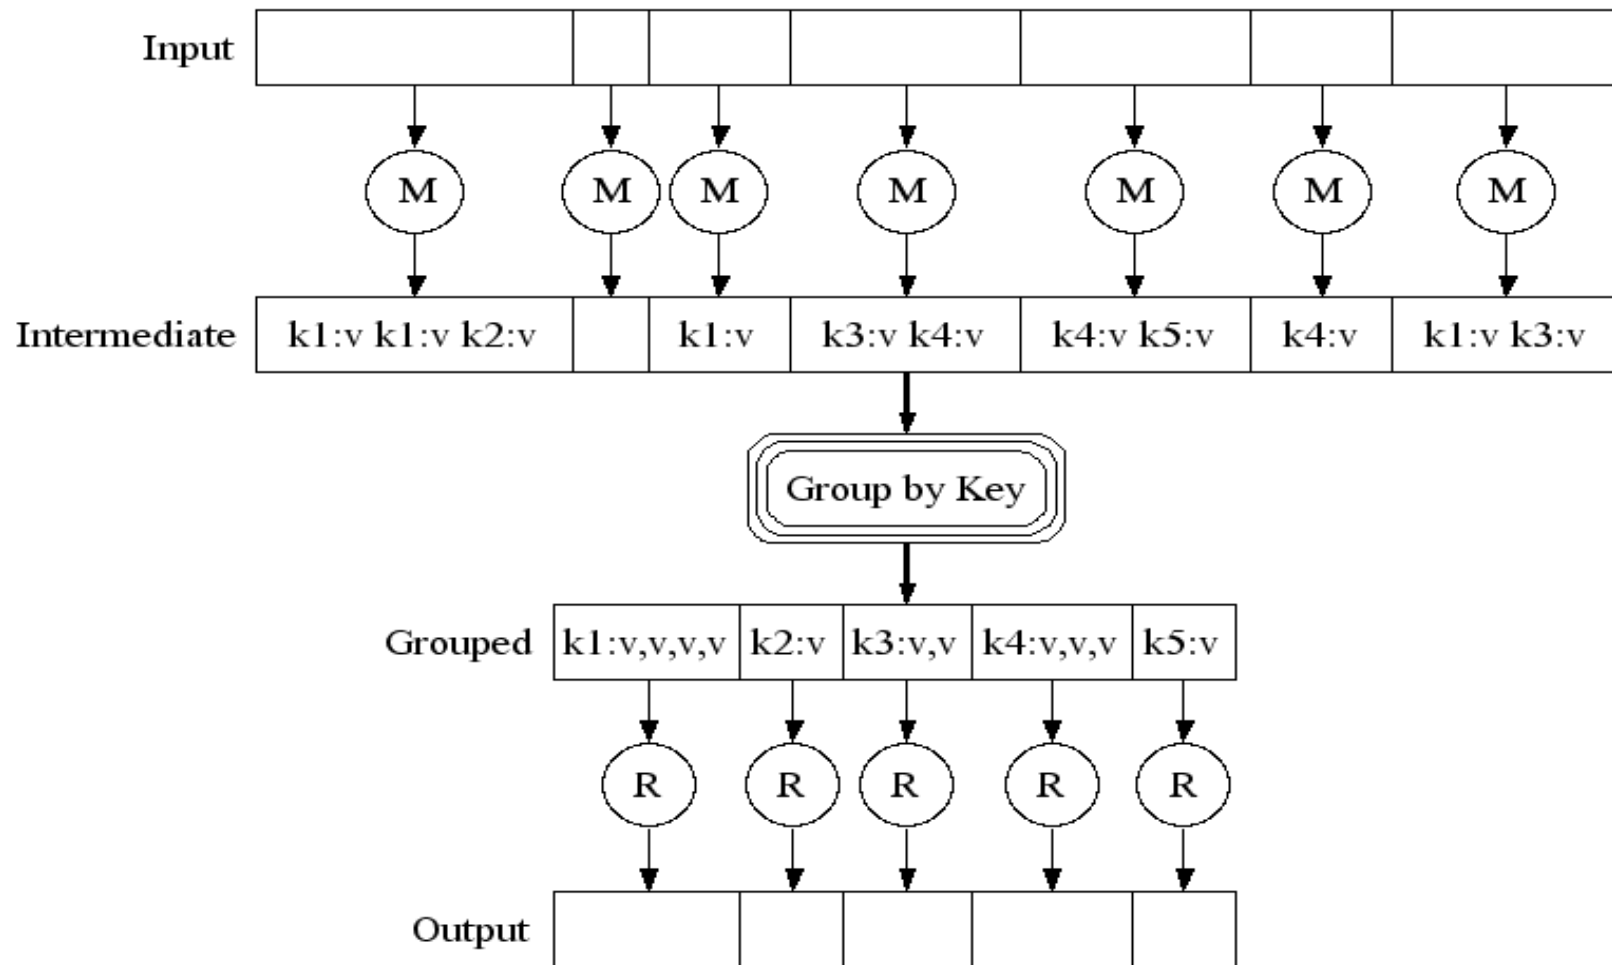 Input
M M M M M M M
Intermediate k1:v k1:v k2:v k1:v k3:v k4:v k4:v k5:v k4:v k1:v k3:v
Group by Key
Grouped k1:v,v,v,v k2:v k3:v,v k4:v,v,v k5:v
R R R R R
Output